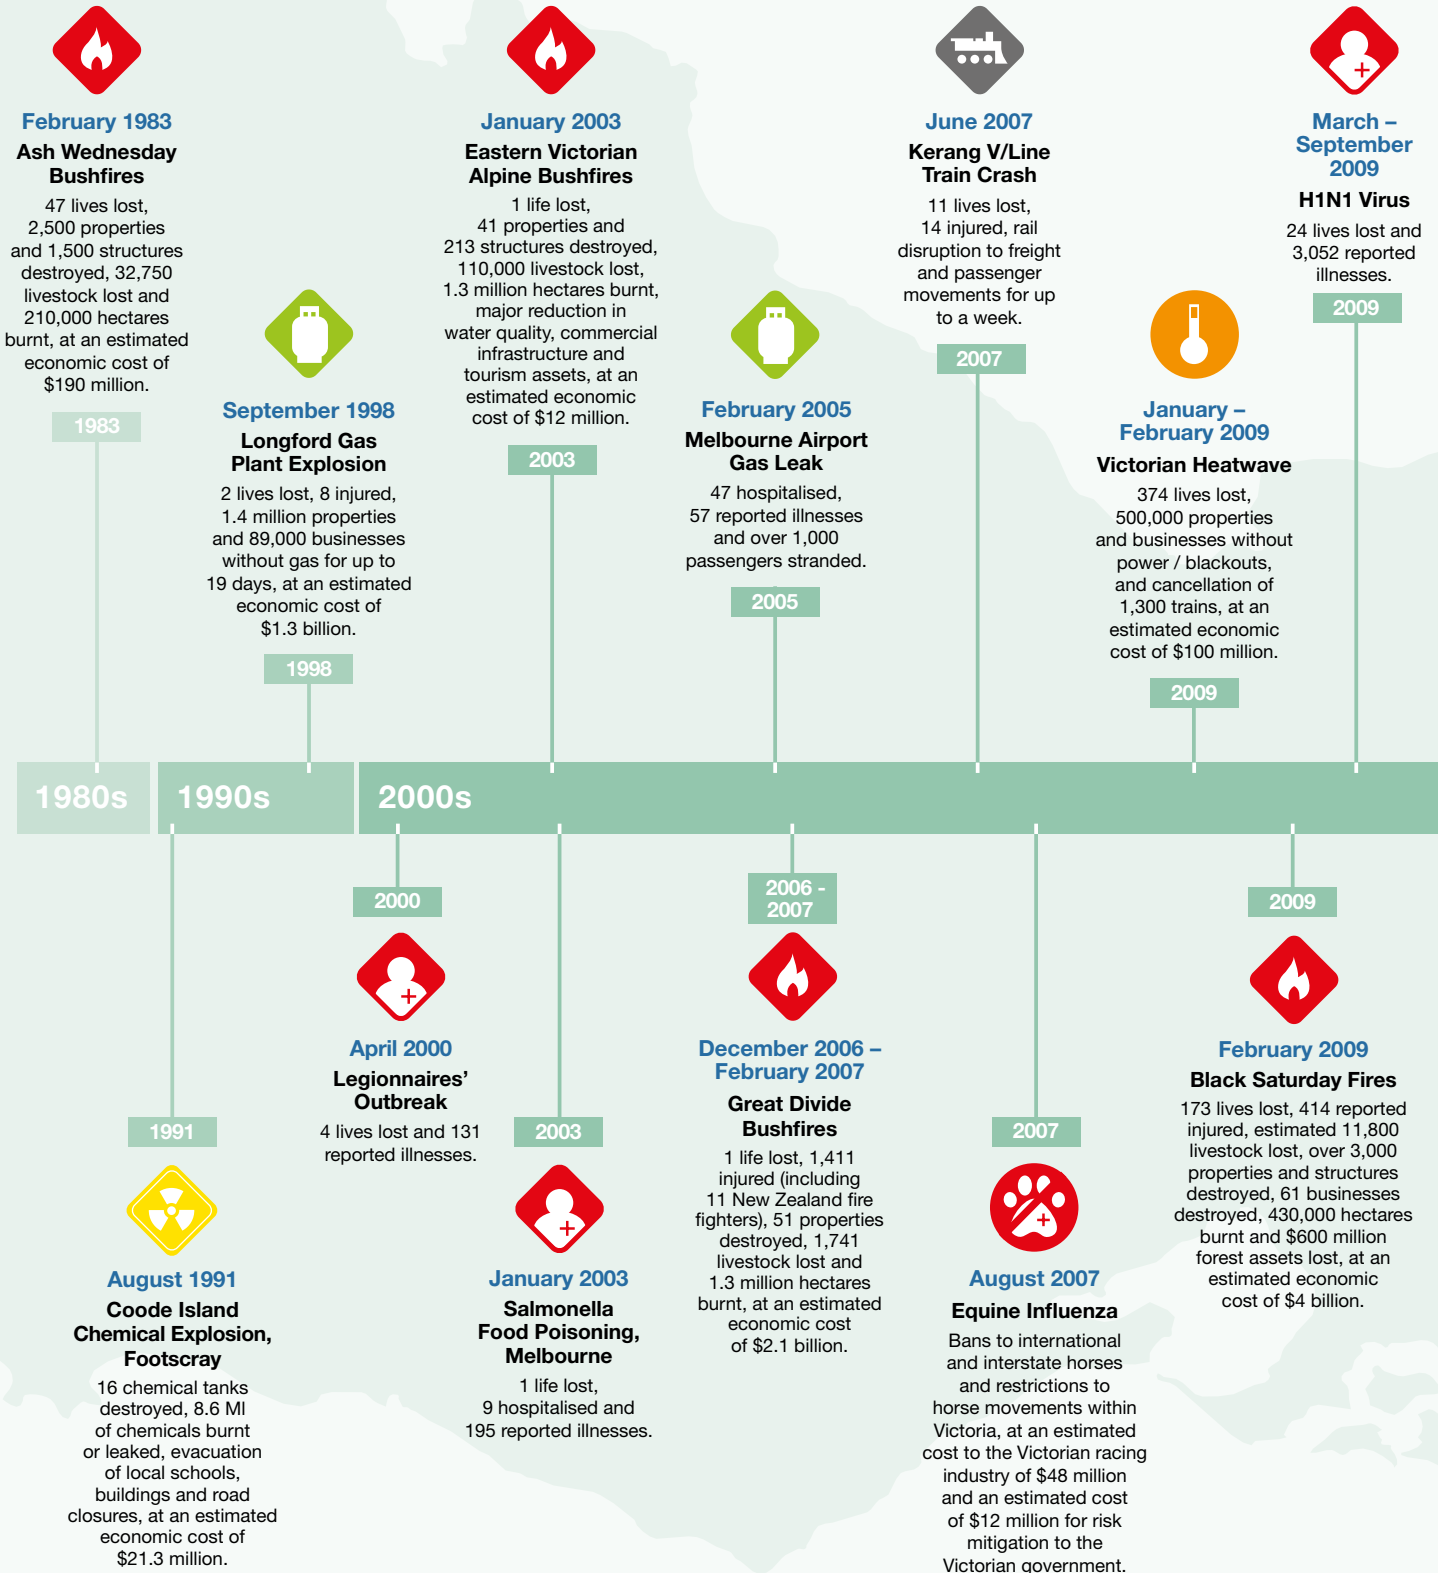 February 1983
Ash Wednesday
Bushfires
47 lives lost,
2,500 properties
and 1,500 structures
destroyed, 32,750
livestock lost and
210,000 hectares
burnt, at an estimated
economic cost of
$190 million.
1983
September 1998
Longford Gas
Plant Explosion
2 lives lost, 8 injured,
1.4 million properties
and 89,000 businesses
without gas for up to
19 days, at an estimated
economic cost of
$1.3 billion.
1998
January 2003
Eastern Victorian
Alpine Bushfires
1 life lost,
41 properties and
213 structures destroyed,
110,000 livestock lost,
1.3 million hectares burnt,
major reduction in
water quality, commercial
infrastructure and
tourism assets, at an
estimated economic
cost of $12 million.
2003
February 2005
Melbourne Airport
Gas Leak
47 hospitalised,
57 reported illnesses
and over 1,000
passengers stranded.
2005
June 2007
Kerang V/Line
Train Crash
11 lives lost,
14 injured, rail
disruption to freight
and passenger
movements for up
to a week.
2007
January –
February 2009
Victorian Heatwave
374 lives lost,
500,000 properties
and businesses without
power / blackouts,
and cancellation of
1,300 trains, at an
estimated economic
cost of $100 million.
2009
March –
September
2009
H1N1 Virus
24 lives lost and
3,052 reported
illnesses.
2009
1980s
1990s
2000s
1991
August 1991
Coode Island
Chemical Explosion,
Footscray
16 chemical tanks
destroyed, 8.6 Ml
of chemicals burnt
or leaked, evacuation
of local schools,
buildings and road
closures, at an estimated
economic cost of
$21.3 million.
2000
April 2000
Legionnaires’
Outbreak
4 lives lost and 131
reported illnesses.
2003
January 2003
Salmonella
Food Poisoning,
Melbourne
1 life lost,
9 hospitalised and
195 reported illnesses.
2006 -
2007
December 2006 –
February 2007
Great Divide
Bushfires
1 life lost, 1,411
injured (including
11 New Zealand fire
fighters), 51 properties
destroyed, 1,741
livestock lost and
1.3 million hectares
burnt, at an estimated
economic cost
of $2.1 billion.
2007
August 2007
Equine Influenza
Bans to international
and interstate horses
and restrictions to
horse movements within
Victoria, at an estimated
cost to the Victorian racing
industry of $48 million
and an estimated cost
of $12 million for risk
mitigation to the
Victorian government.
2009
February 2009
Black Saturday Fires
173 lives lost, 414 reported
injured, estimated 11,800
livestock lost, over 3,000
properties and structures
destroyed, 61 businesses
destroyed, 430,000 hectares
burnt and $600 million
forest assets lost, at an
estimated economic
cost of $4 billion.